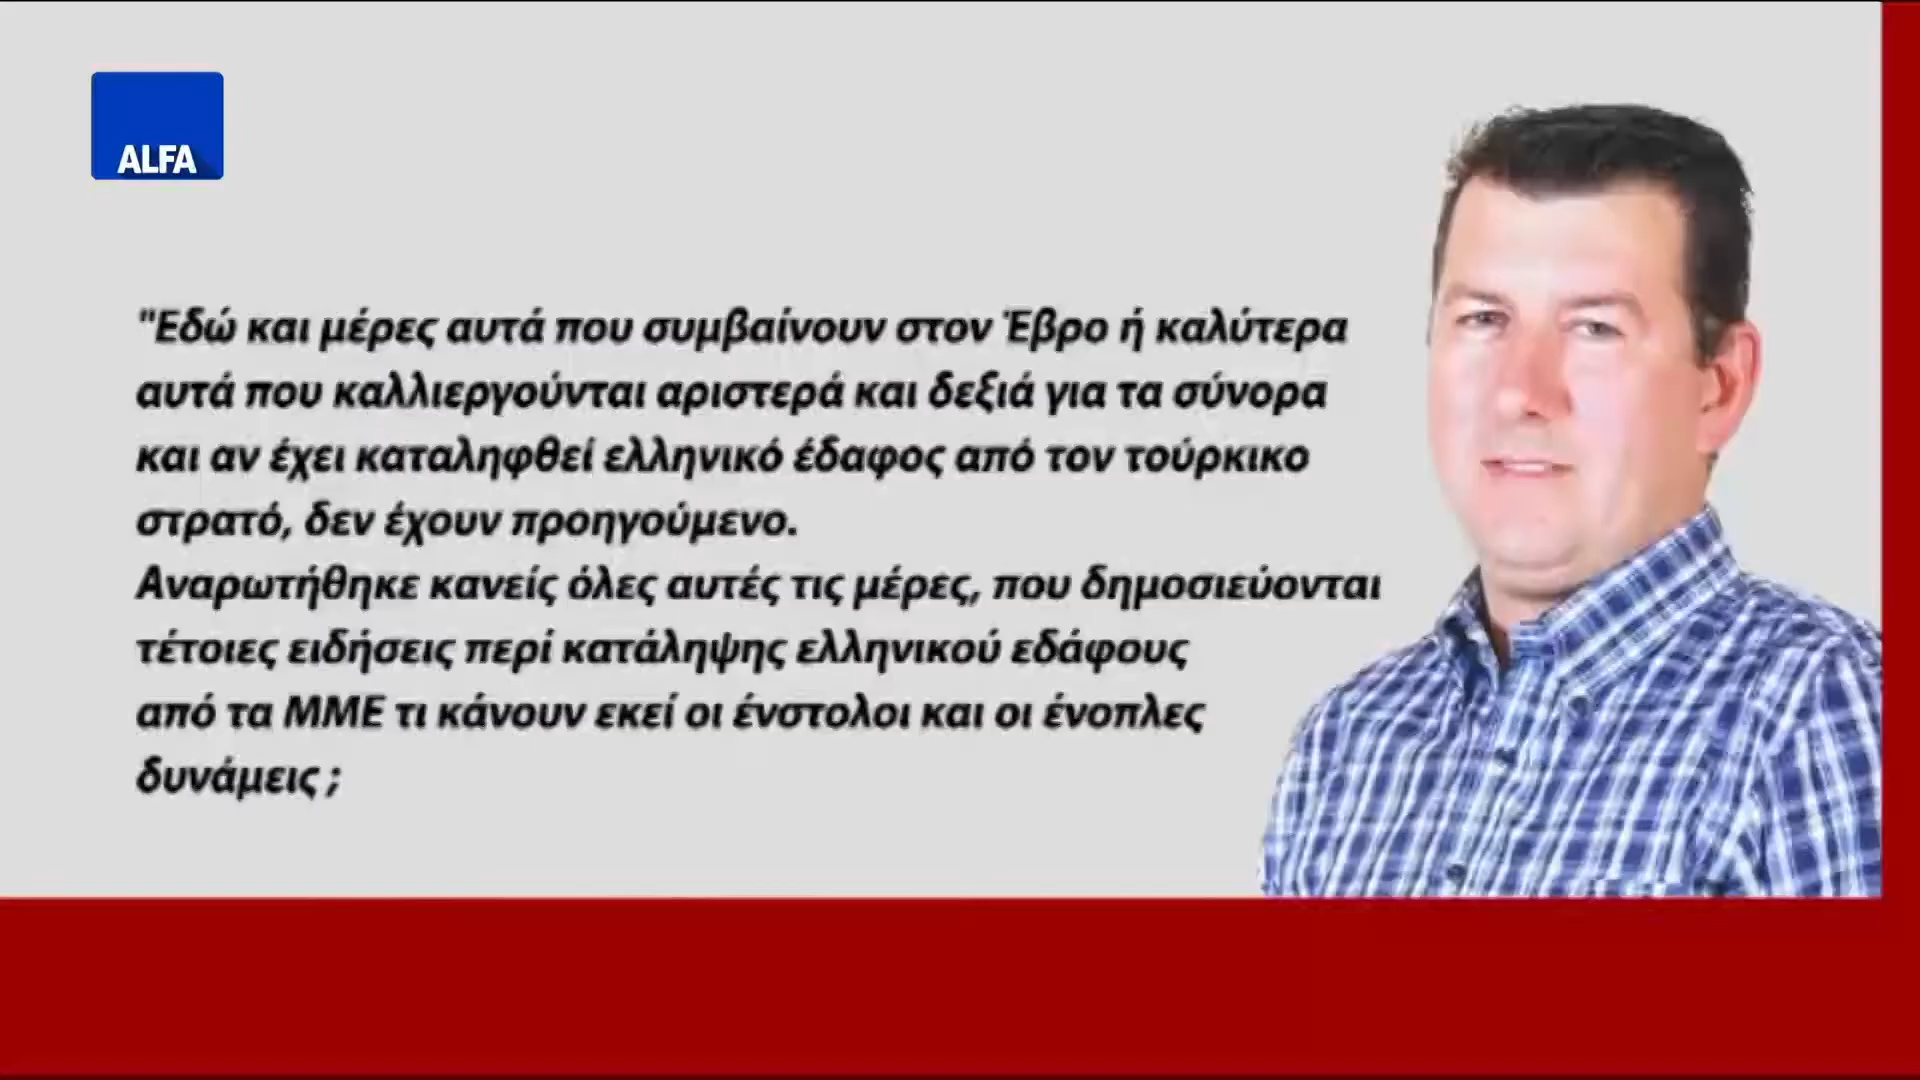 ALFA
"Εδώ και μέρες αυτά που συμβαίνουν στον Έβρο ή καλύτερα
αυτά που καλλιεργούνται αριστερά και δεξιά για τα σύνορα
και αν έχει καταληφθεί ελληνικό έδαφος από τον τούρκικο
στρατό, δεν έχουν προηγούμενο.
Αναρωτήθηκε κανείς όλες αυτές τις μέρες, που δημοσιεύονται
τέτοιες ειδήσεις περί κατάληψης ελληνικού εδάφους
από τα ΜΜΕ τι κάνουν εκεί οι ένστολοι και οι ένοπλες
δυνάμεις ;